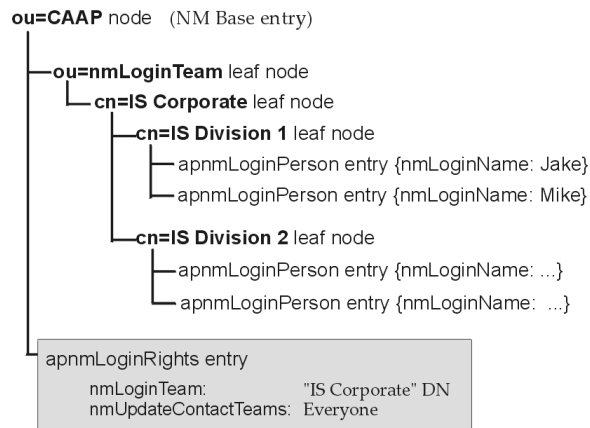 ou=CAAP node (NM Base entry)
ou=nmLoginTeam leaf node
cn=IS Corporate leaf node
cn=IS Division 1 leaf node
apnmLoginPerson entry {nmLoginName: Jake}
apnmLoginPerson entry {nmLoginName: Mike}
cn=IS Division 2 leaf node
apnmLoginPerson entry {nmLoginName: ...}
apnmLoginPerson entry {nmLoginName: ...}
apnmLoginRights entry
nmLoginTeam: "IS Corporate" DN
nmUpdateContactTeams: Everyone